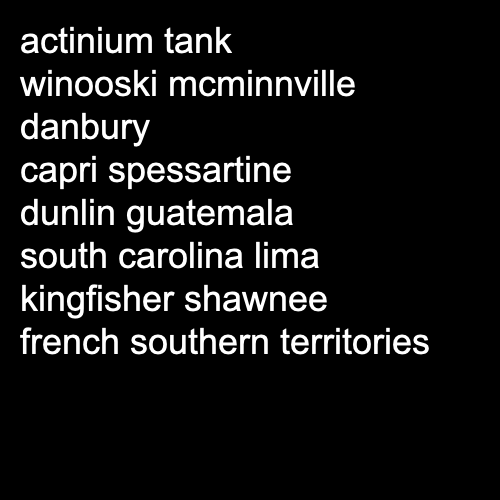 actinium tank
winooski mcminnville
danbury
capri spessartine
dunlin guatemala
south carolina lima
kingfisher shawnee
french southern territories